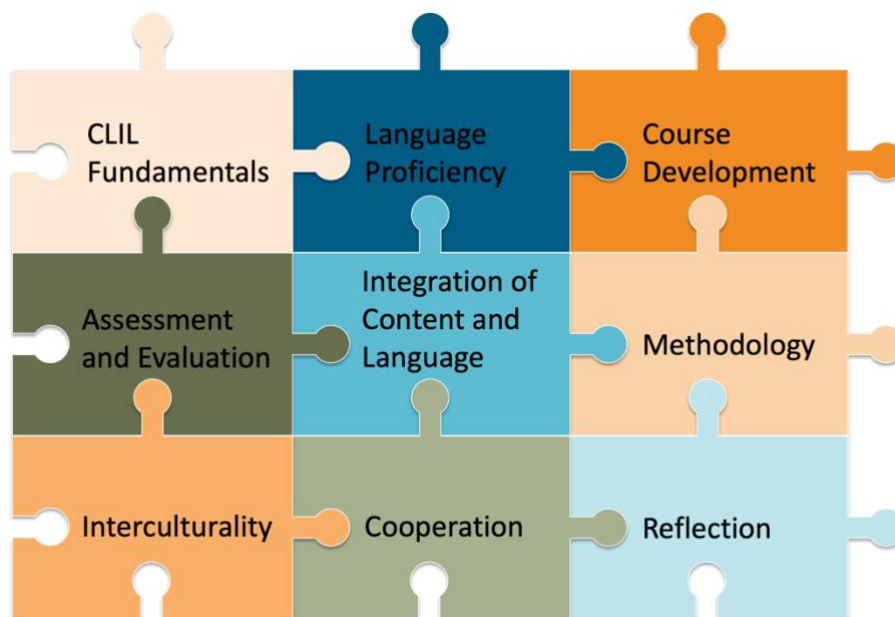 CLIL
Fundamentals
Language
Proficiency
Course
Development
Assessment
and Evaluation
Integration of
Content and
Language
Methodology
Interculturality
Cooperation
Reflection